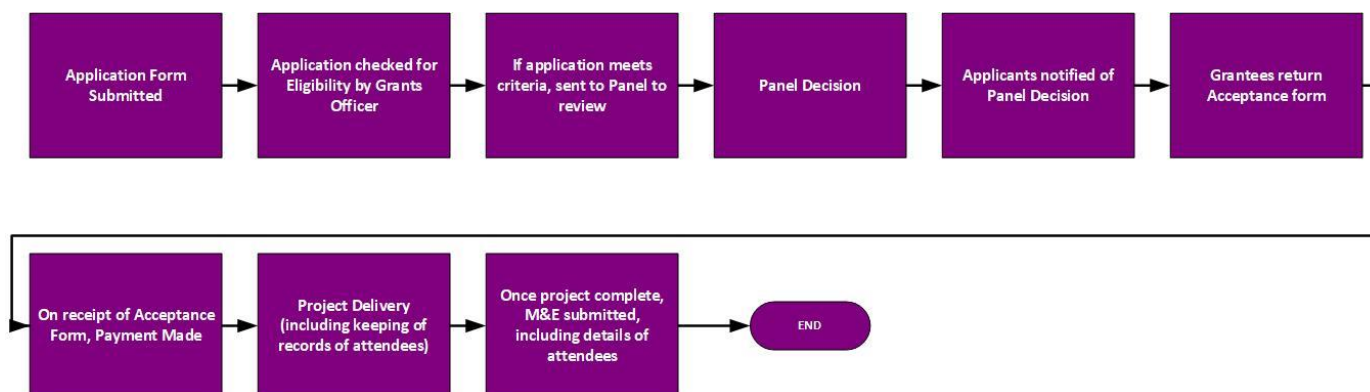 Application Form
Submitted
Application checked for
Eligibility by Grants
Officer
If application meets
criteria, sent to Panel to
review
Panel Decision
Applicants notified of
Panel Decision
Grantees return
Acceptance form
On receipt of Acceptance
Form, Payment Made
Project Delivery
(including keeping of
records of attendees)
Once project complete,
M&E submitted,
including details of
attendees
END